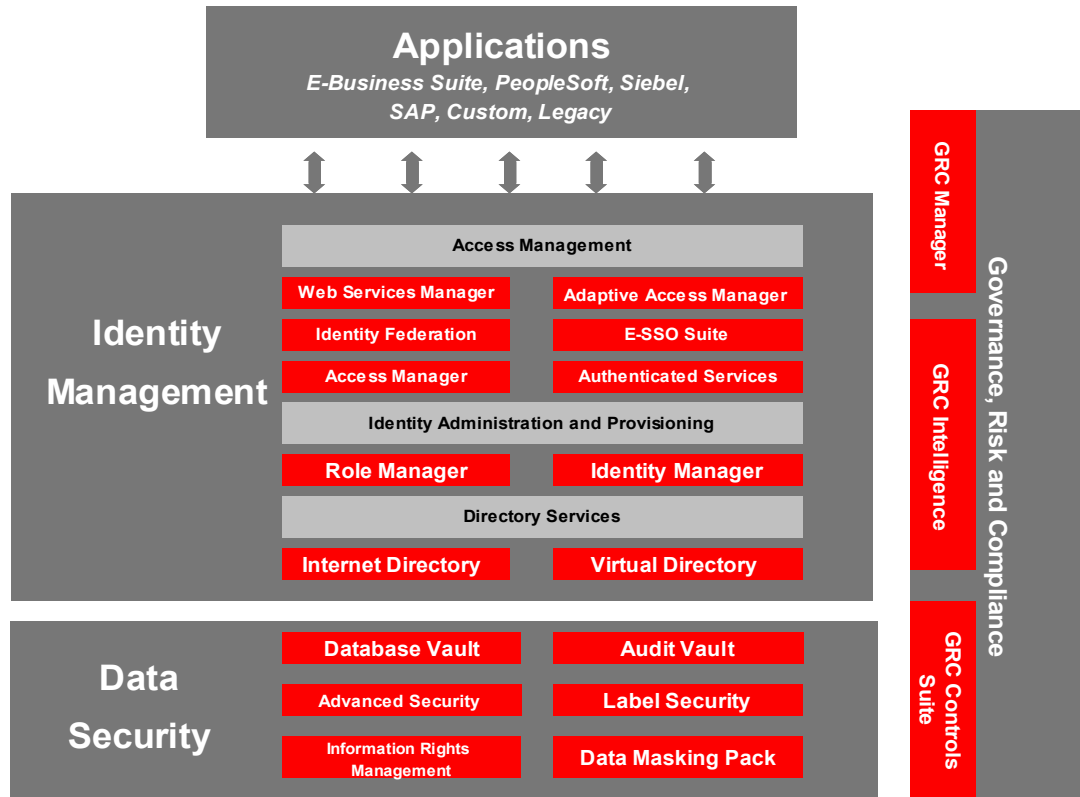 Applications
E-Business Suite, PeopleSoft, Siebel,
SAP, Custom, Legacy
Identity
Management
Access Management
Web Services Manager
Adaptive Access Manager
Identity Federation
E-SSO Suite
Access Manager
Authenticated Services
Identity Administration and Provisioning
Role Manager
Identity Manager
Directory Services
Internet Directory
Virtual Directory
Data
Security
Database Vault
Audit Vault
Advanced Security
Label Security
Information Rights
Management
Data Masking Pack
GRC Manager
GRC Intelligence
GRC Controls
Suite
Governance, Risk and Compliance